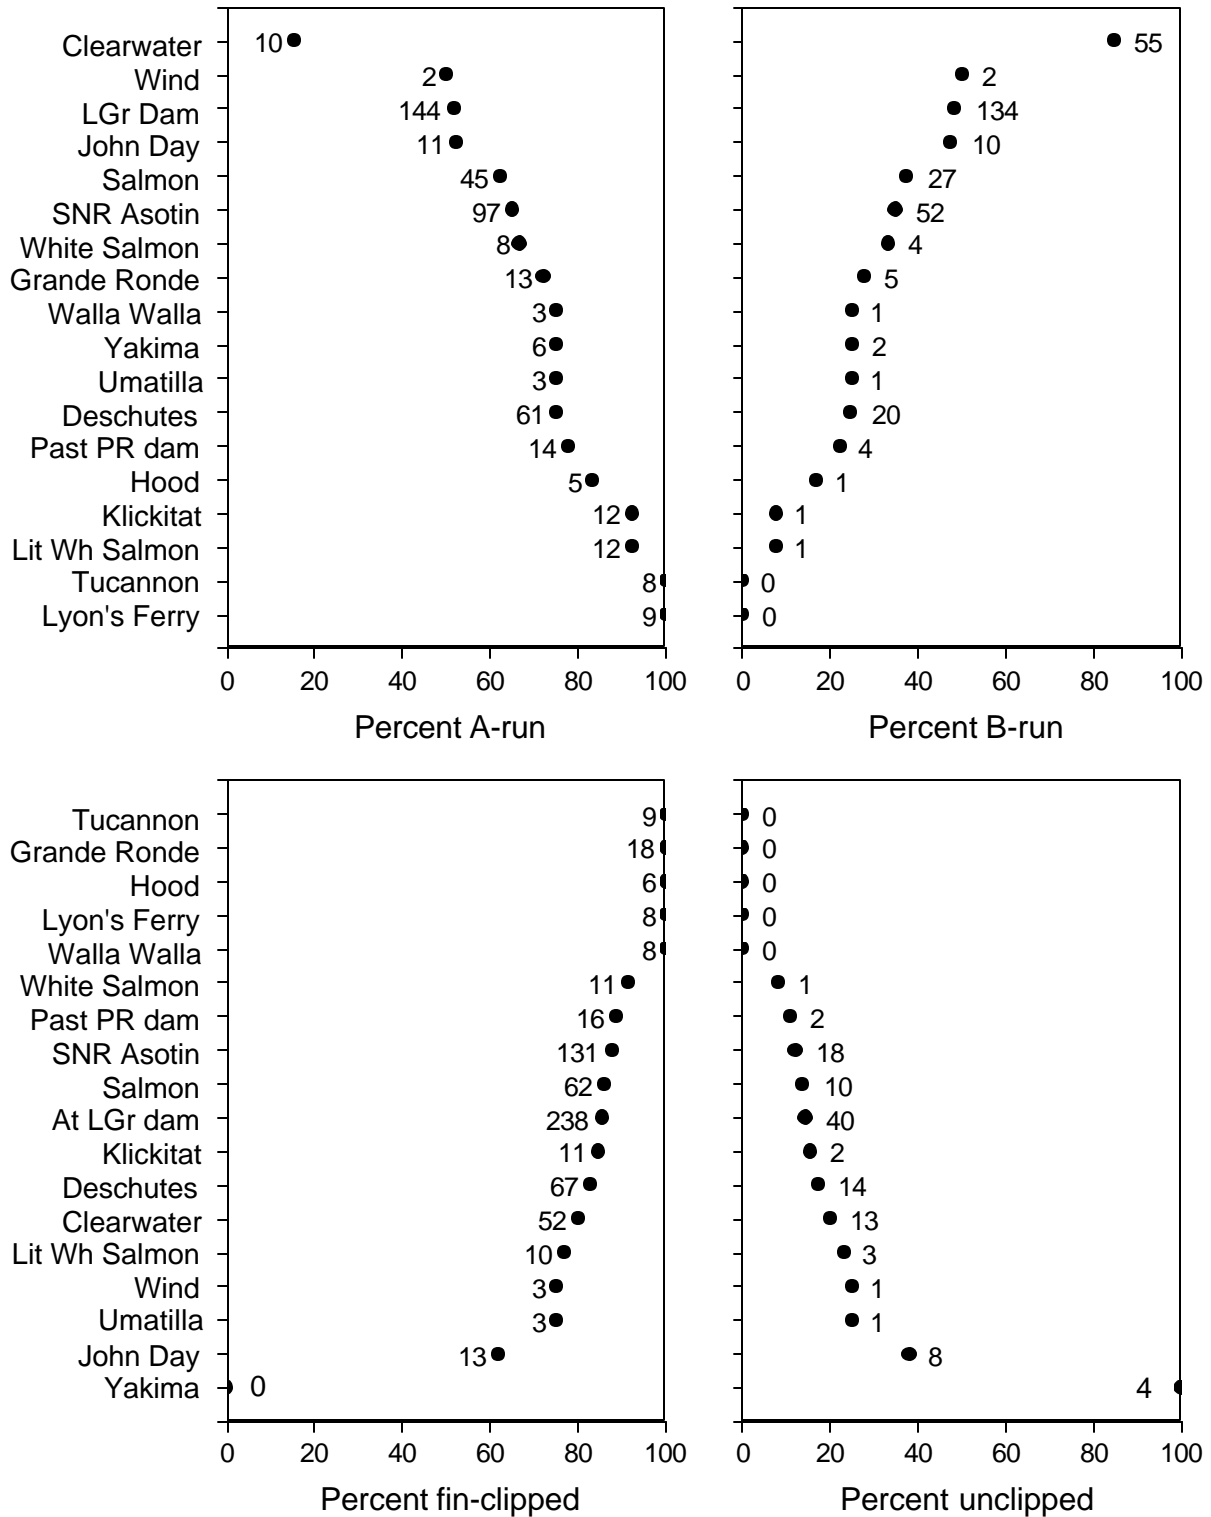 Clearwater 10 55
Wind 2 2
LGr Dam 144 134
John Day 11 10
Salmon 45 27
SNR Asotin 97 52
White Salmon 8 4
Grande Ronde 13 5
Walla Walla 3 1
Yakima 6 2
Umatilla 3 1
Deschutes 61 20
Past PR dam 14 4
Hood 5 1
Klickitat 12 1
Lit Wh Salmon 12 1
Tucannon 8 0
Lyon's Ferry 9 0
0 20 40 60 80 100 0 20 40 60 80 100
Percent A-run Percent B-run
Tucannon 9 0
Grande Ronde 18 0
Hood 6 0
Lyon's Ferry 8 0
Walla Walla 8 0
White Salmon 11 1
Past PR dam 16 2
SNR Asotin 131 18
Salmon 62 10
At LGr dam 238 40
Klickitat 11 2
Deschutes 67 14
Clearwater 52 13
Lit Wh Salmon 10 3
Wind 3 1
Umatilla 3 1
John Day 13 8
Yakima 0 4
0 20 40 60 80 100 0 20 40 60 80 100
Percent fin-clipped Percent unclipped